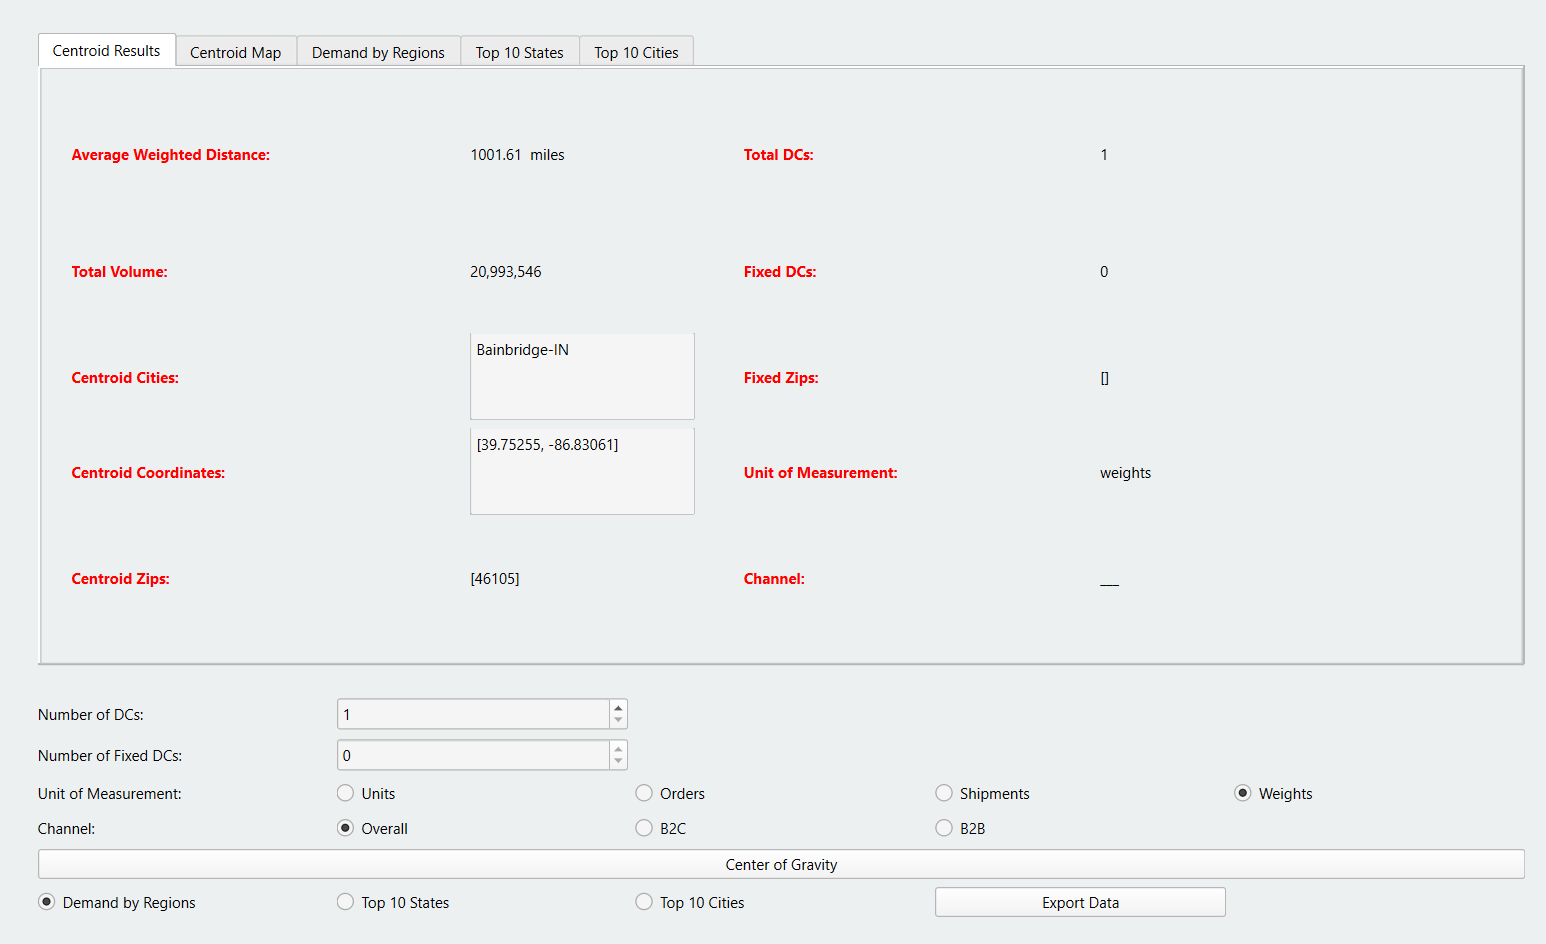 Centroid Results Centroid Map Demand by Regions Top 10 States Top 10 Cities
Average Weighted Distance: 1001.61 miles Total DCs: 1
Total Volume: 20,993,546 Fixed DCs: 0
Centroid Cities: Bainbridge-IN Fixed Zips: []
Centroid Coordinates: [39.75255, -86.83061] Unit of Measurement: weights
Centroid Zips: [46105] Channel: ___
Number of DCs: 1
Number of Fixed DCs: 0
Unit of Measurement: Units Orders Shipments Weights
Channel: Overall B2C B2B
Center of Gravity
Demand by Regions Top 10 States Top 10 Cities Export Data